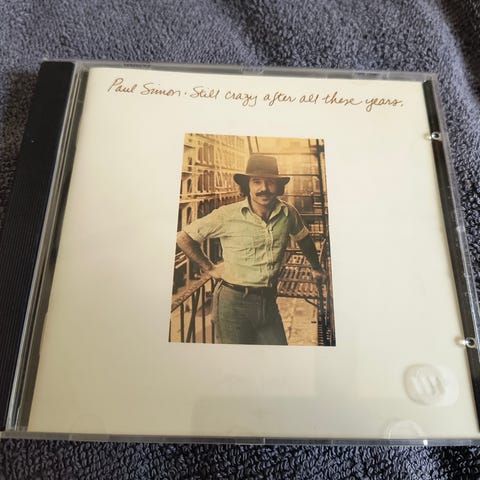 Paul Simon · Still crazy after all these years.